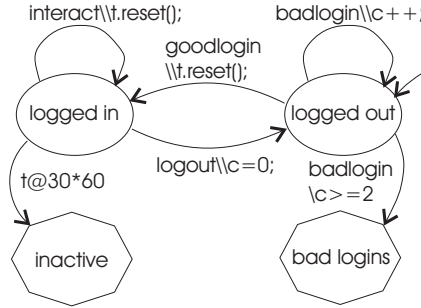 interact\\t.reset();
badlogin\\c++;
goodlogin
\\t.reset();
logged in
logged out
logout\\c=0;
badlogin
\c>=2
t@30*60
inactive
bad logins